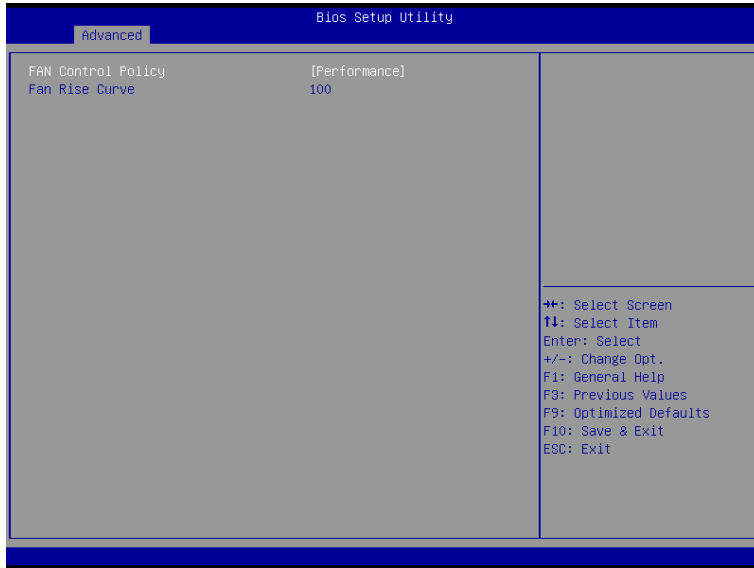 Bios Setup Utility
Advanced
FAN Control Policy [Performance]
Fan Rise Curve 100
→←: Select Screen
↑↓: Select Item
Enter: Select
+/-: Change Opt.
F1: General Help
F3: Previous Values
F9: Optimized Defaults
F10: Save & Exit
ESC: Exit